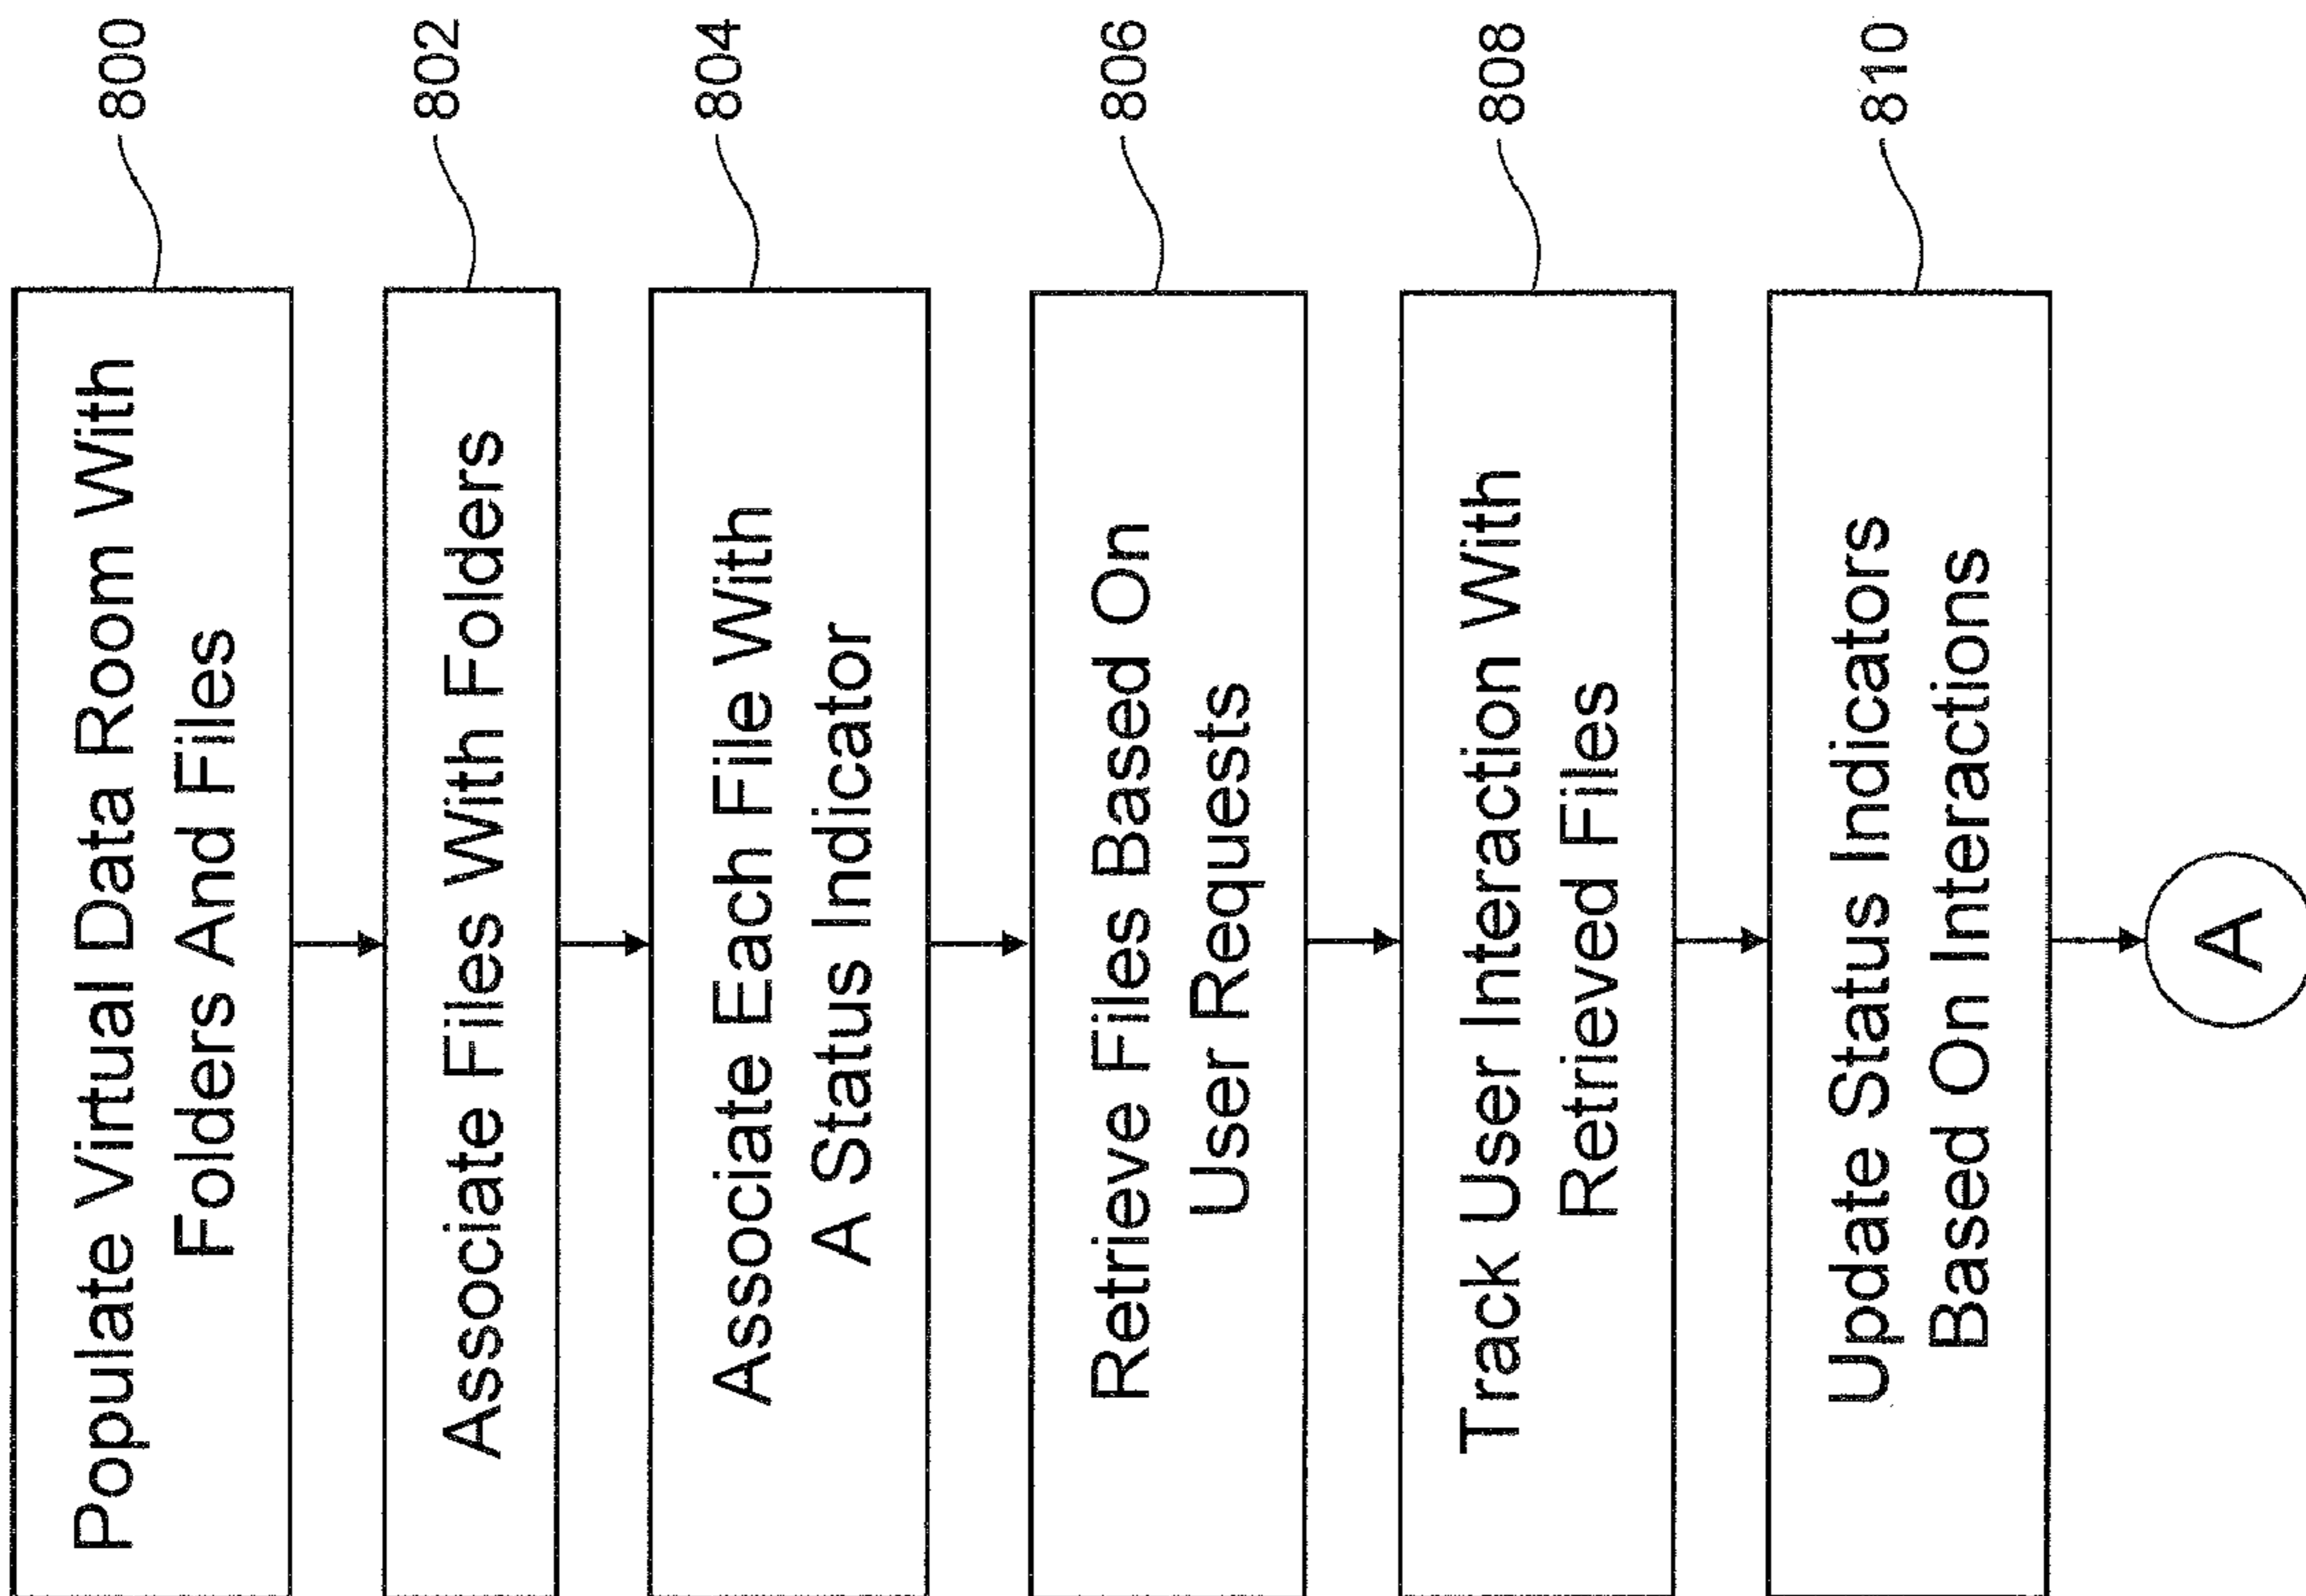 Populate Virtual Data Room With
Folders And Files
800
Associate Files With Folders
802
Associate Each File With
A Status Indicator
804
Retrieve Files Based On
User Requests
806
Track User Interaction With
Retrieved Files
808
Update Status Indicators
Based On Interactions
810
A